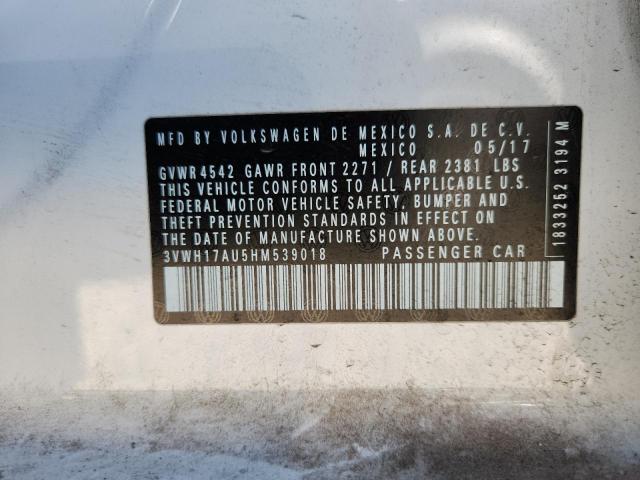 MFD BY VOLKSWAGEN DE MEXICO S.A. DE C.V.
MEXICO 05/17
GVWR 4542 GAWR FRONT 2271 / REAR 2381 LBS
THIS VEHICLE CONFORMS TO ALL APPLICABLE U.S.
FEDERAL MOTOR VEHICLE SAFETY, BUMPER AND
THEFT PREVENTION STANDARDS IN EFFECT ON
THE DATE OF MANUFACTURE SHOWN ABOVE.
3VWH17AU5HM539018 PASSENGER CAR
1833252 3194 M